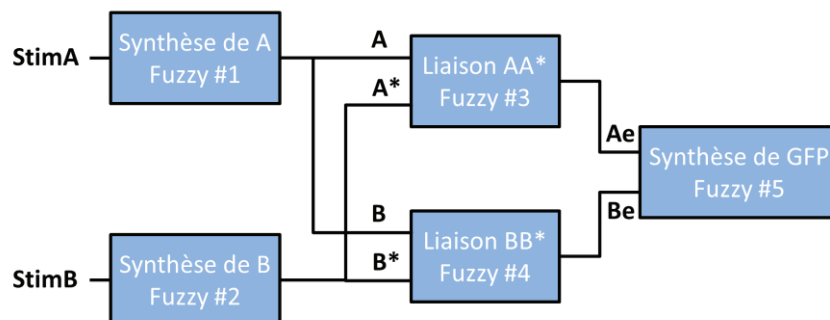 StimA
Synthèse de A
Fuzzy #1
A
A*
Liaison AA*
Fuzzy #3
Ae
Synthèse de GFP
Fuzzy #5
Be
B
B*
Liaison BB*
Fuzzy #4
StimB
Synthèse de B
Fuzzy #2